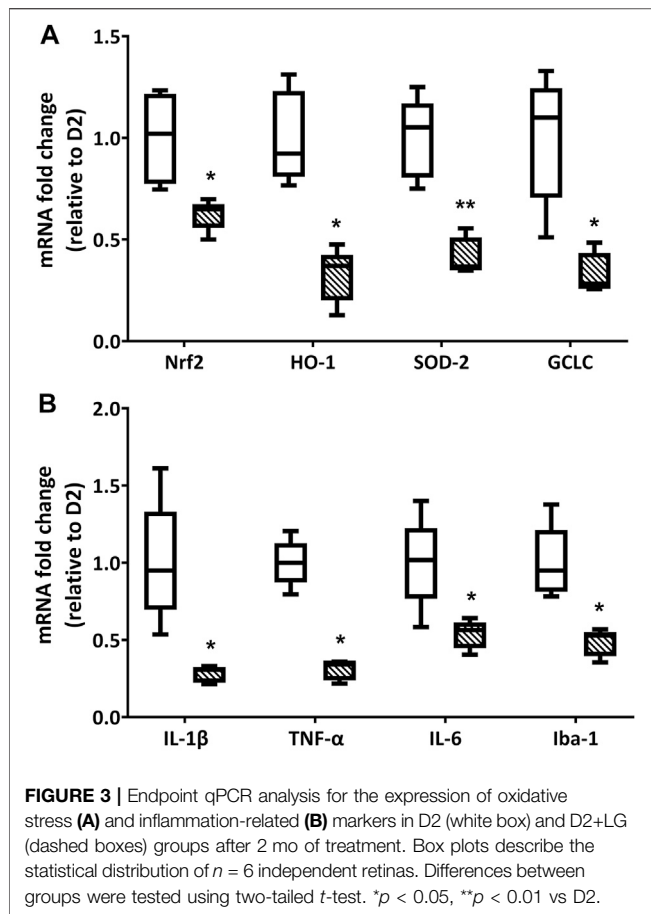 A
mRNA fold change
(relative to D2)
1.5
1.0
0.5
0.0
* * ** *
Nrf2 HO-1 SOD-2 GCLC
B
mRNA fold change
(relative to D2)
2.0
1.5
1.0
0.5
0.0
* * * *
IL-1β TNF-α IL-6 Iba-1
FIGURE 3 | Endpoint qPCR analysis for the expression of oxidative
stress (A) and inflammation-related (B) markers in D2 (white box) and D2+LG
(dashed boxes) groups after 2 mo of treatment. Box plots describe the
statistical distribution of n = 6 independent retinas. Differences between
groups were tested using two-tailed t-test. *p < 0.05, **p < 0.01 vs D2.